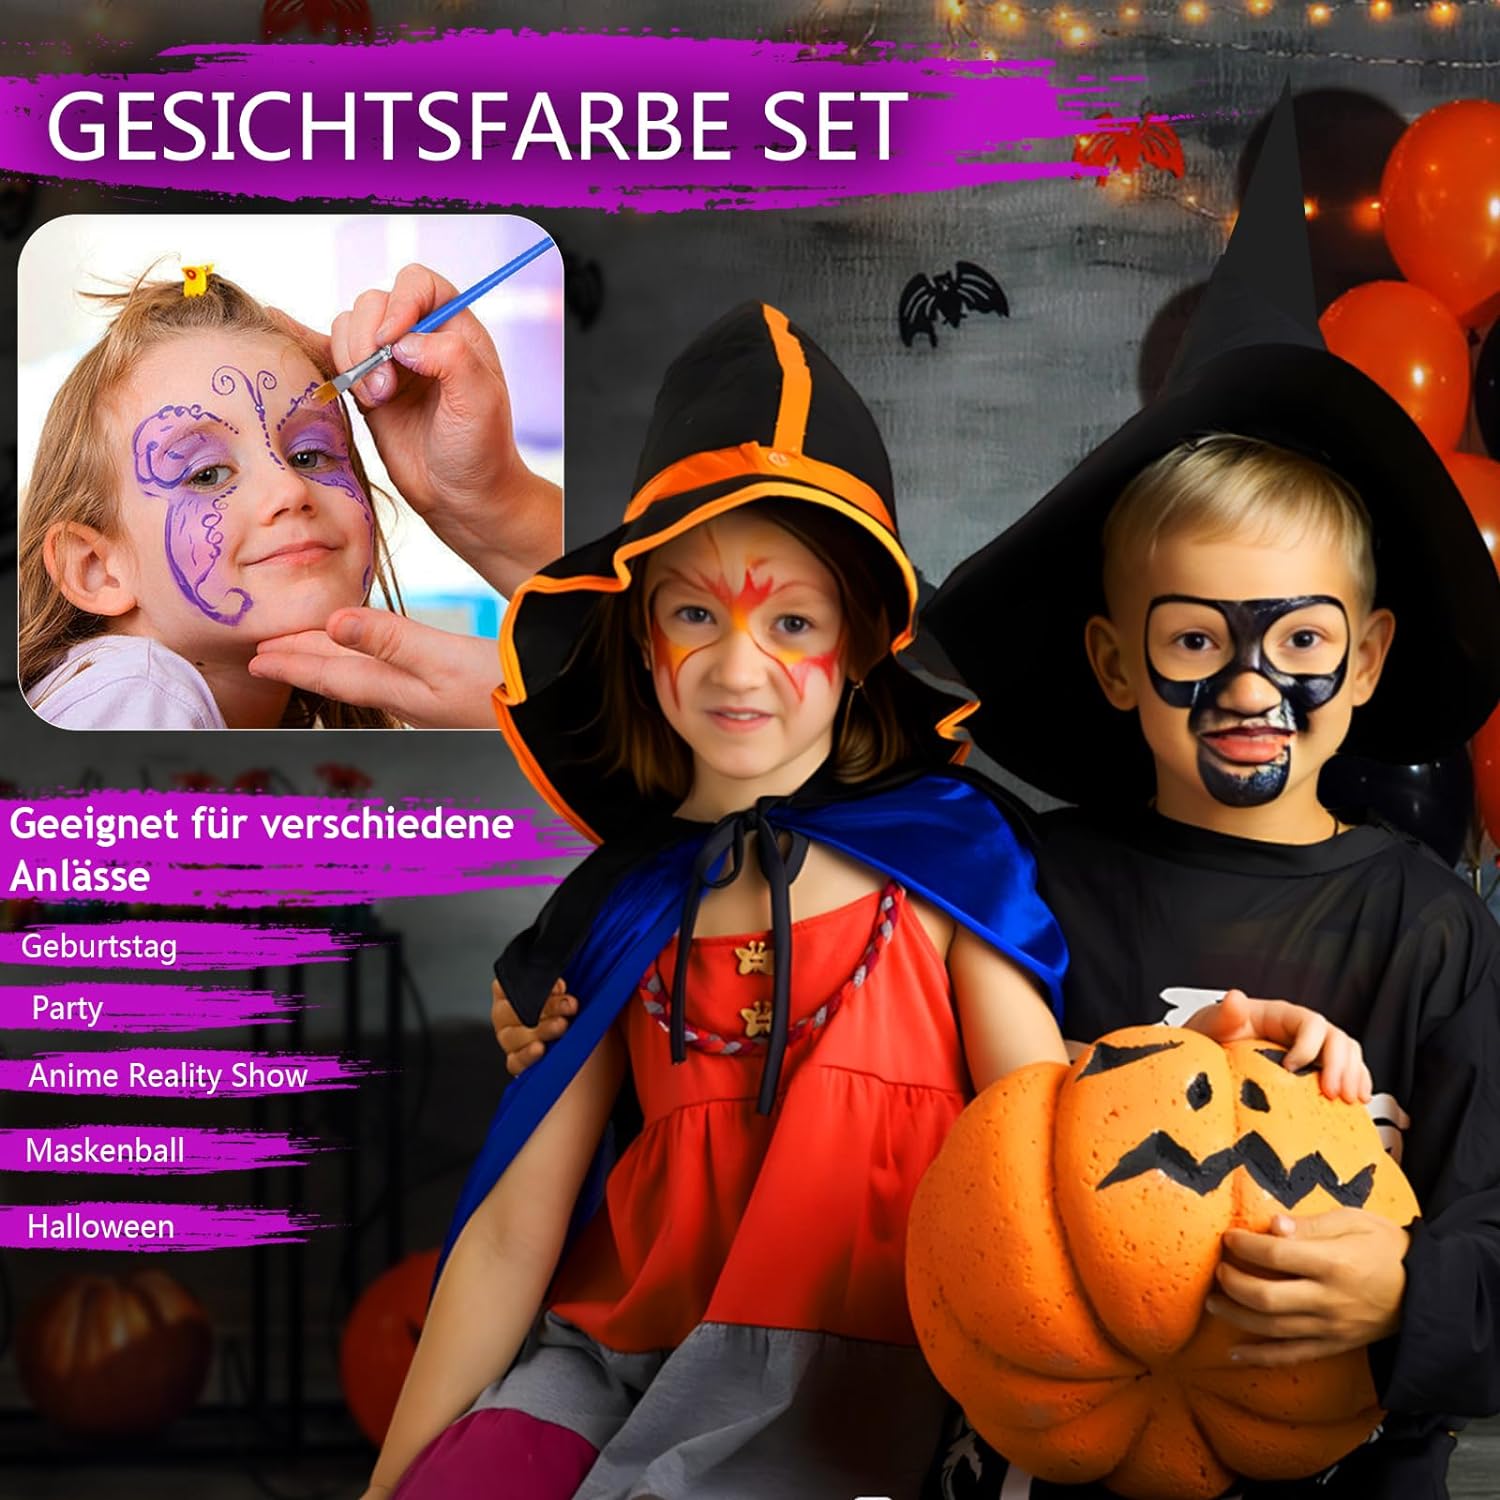 GESICHTSFARBE SET
Geeignet für verschiedene
Anlässe
Geburtstag
Party
Anime Reality Show
Maskenball
Halloween